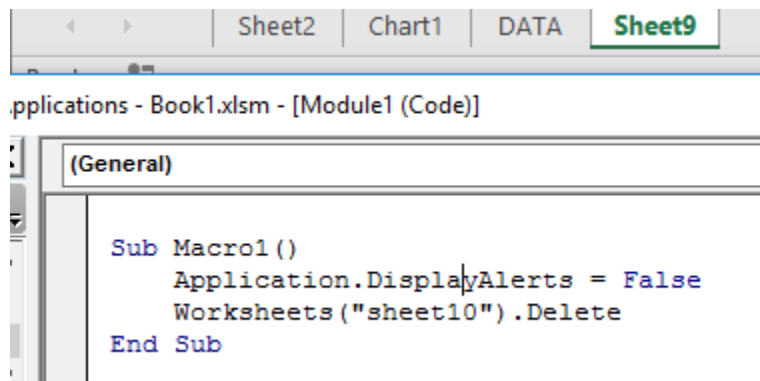 Sheet2 Chart1 DATA Sheet9
Applications - Book1.xlsm - [Module1 (Code)]
(General)
Sub Macro1()
Application.DisplayAlerts = False
Worksheets("sheet10").Delete
End Sub